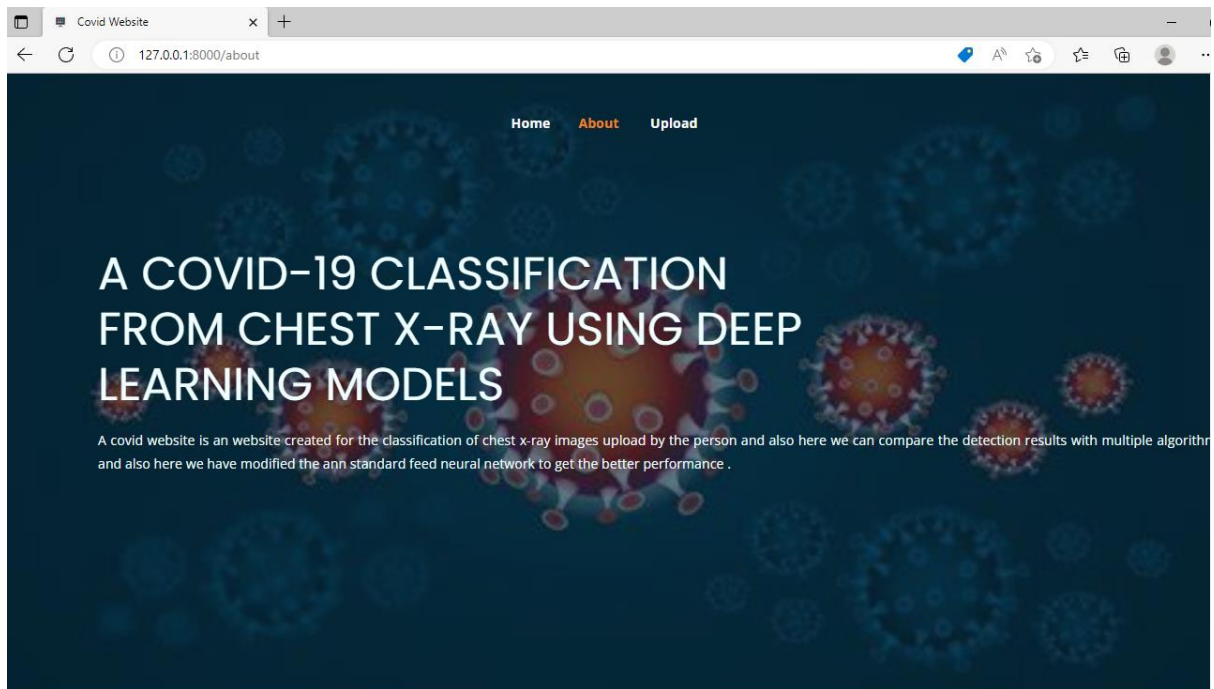 Covid Website
127.0.0.1:8000/about
Home About Upload
A COVID-19 CLASSIFICATION
FROM CHEST X-RAY USING DEEP
LEARNING MODELS
A covid website is an website created for the classification of chest x-ray images upload by the person and also here we can compare the detection results with multiple
and also here we have modified the ann standard feed neural network to get the better performance .